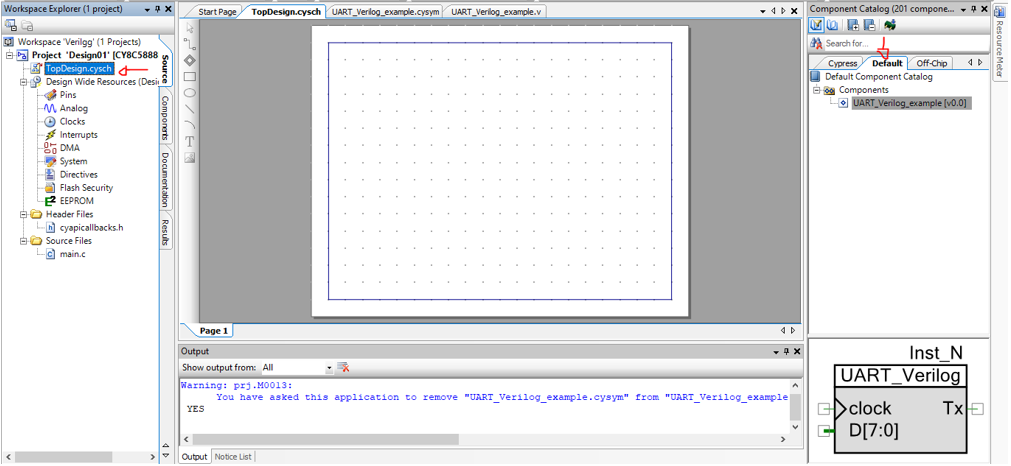 Workspace Explorer (1 project)
Workspace 'Verilgg' (1 Projects)
Project 'Design01' [CY8C5888
TopDesign.cysch
Design Wide Resources (Desi
Pins
Analog
Clocks
Interrupts
DMA
System
Directives
Flash Security
EEPROM
Header Files
cyapicallbacks.h
Source Files
main.c
Source
Components
Documentation
Results
Start Page
TopDesign.cysch
UART_Verilog_example.cysym
UART_Verilog_example.v
Page 1
Output
Show output from: All
Warning: prj.M0013:
You have asked this application to remove "UART_Verilog_example.cysym" from "UART_Verilog_example
YES
Output
Notice List
Component Catalog (201 compone...
Search for...
Cypress
Default
Off-Chip
Default Component Catalog
Components
UART_Verilog_example [v0.0]
Inst_N
UART_Verilog
clock Tx
D[7:0]
Resource Meter